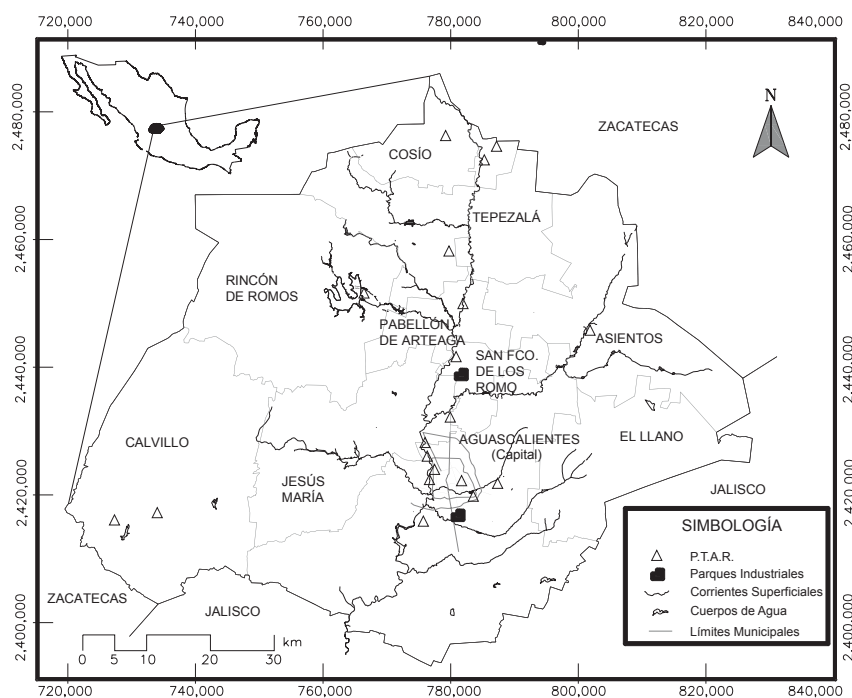 720,000 740,000 760,000 780,000 800,000 820,000 840,000
2,480,000
2,460,000
2,440,000
2,420,000
2,400,000
N
ZACATECAS
COSÍO
TEPEZALÁ
RINCÓN
DE ROMOS
PABELLÓN
DE ARTEAGA
ASIENTOS
SAN FCO.
DE LOS
ROMO
CALVILLO
AGUASCALIENTES
(Capital)
EL LLANO
JESÚS
MARÍA
JALISCO
ZACATECAS
JALISCO
0 5 10 20 30 km
SIMBOLOGÍA
P.T.A.R.
Parques Industriales
Corrientes Superficiales
Cuerpos de Agua
Límites Municipales
2,480,000
2,460,000
2,440,000
2,420,000
2,400,000
720,000 740,000 760,000 780,000 800,000 820,000 840,000